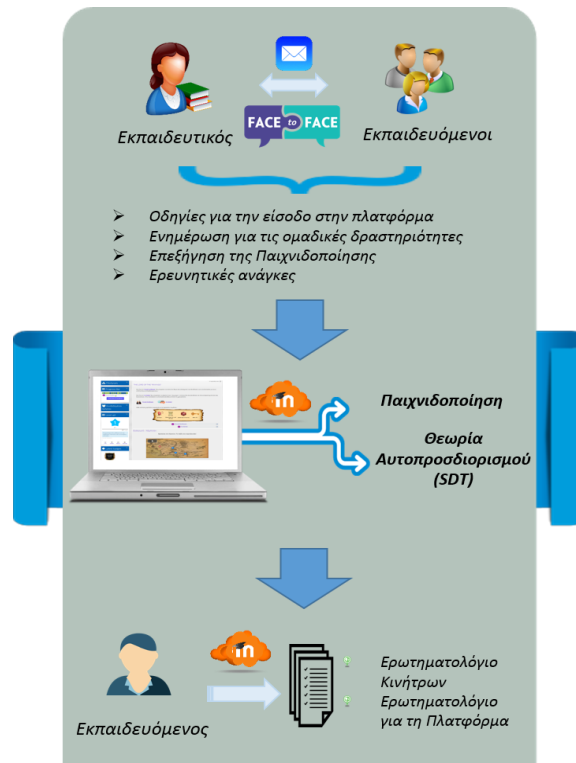 FACE to FACE
Εκπαιδευτικός
Εκπαιδευόμενοι
Οδηγίες για την είσοδο στην πλατφόρμα
Ενημέρωση για τις ομαδικές δραστηριότητες
Επεξήγηση της Παιχνιδοποίησης
Ερευνητικές ανάγκες
m
Παιχνιδοποίηση
Θεωρία
Αυτοπροσδιορισμού
(SDT)
m
Εκπαιδευόμενος
Ερωτηματολόγιο
Κινήτρων
Ερωτηματολόγιο
για τη Πλατφόρμα